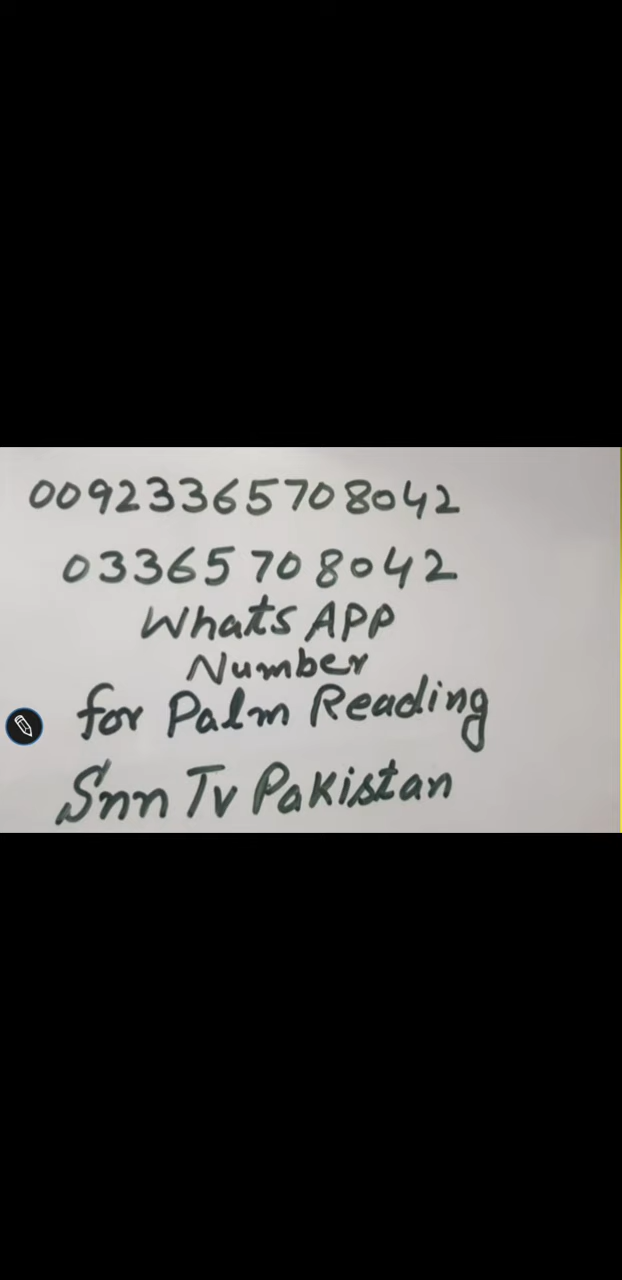 00923365708042
03365708042
Whats APP
Number
for Palm Reading
Snn Tv Pakistan